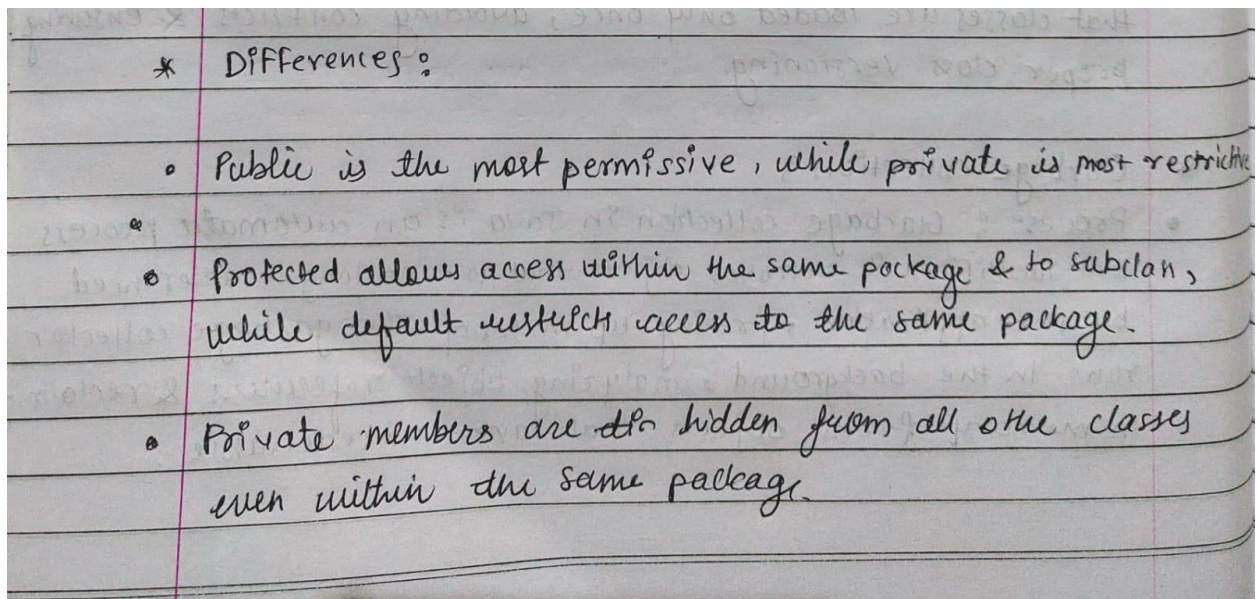 * Differences :
• Public is the most permissive, while private is most restrictive
• Protected allows access within the same package & to subclan,
while default restricts access to the same package.
• Private members are hidden from all othe classes
even within the same package.